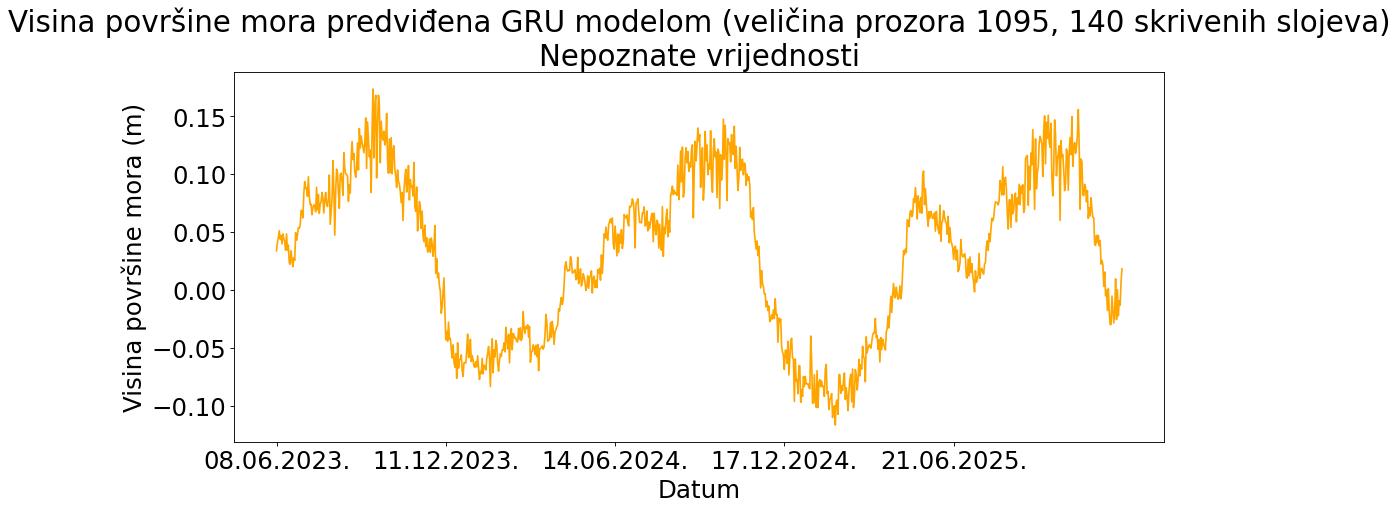 Visina površine mora predviđena GRU modelom (veličina prozora 1095, 140 skrivenih slojeva)
Nepoznate vrijednosti
Visina površine mora (m)
0.15
0.10
0.05
0.00
−0.05
−0.10
08.06.2023. 11.12.2023. 14.06.2024. 17.12.2024. 21.06.2025.
Datum